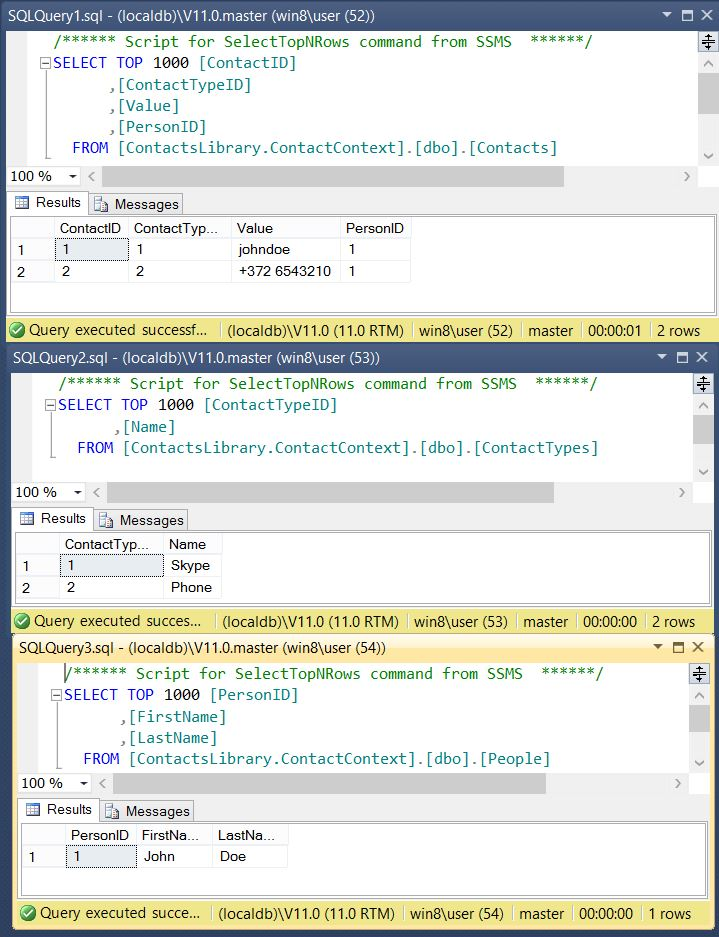 SQLQuery1.sql - (localdb)\V11.0.master (win8\user (52))
/****** Script for SelectTopNRows command from SSMS ******/
SELECT TOP 1000 [ContactID]
,[ContactTypeID]
,[Value]
,[PersonID]
FROM [ContactsLibrary.ContactContext].[dbo].[Contacts]
100 %
Results Messages
ContactID ContactTyp... Value PersonID
1 1 1 johndoe 1
2 2 2 +372 6543210 1
Query executed successf... (localdb)\V11.0 (11.0 RTM) win8\user (52) master 00:00:01 2 rows
SQLQuery2.sql - (localdb)\V11.0.master (win8\user (53))
/****** Script for SelectTopNRows command from SSMS ******/
SELECT TOP 1000 [ContactTypeID]
,[Name]
FROM [ContactsLibrary.ContactContext].[dbo].[ContactTypes]
100 %
Results Messages
ContactTyp... Name
1 1 Skype
2 2 Phone
Query executed succes... (localdb)\V11.0 (11.0 RTM) win8\user (53) master 00:00:00 2 rows
SQLQuery3.sql - (localdb)\V11.0.master (win8\user (54))
/****** Script for SelectTopNRows command from SSMS ******/
SELECT TOP 1000 [PersonID]
,[FirstName]
,[LastName]
FROM [ContactsLibrary.ContactContext].[dbo].[People]
100 %
Results Messages
PersonID FirstNa... LastNa...
1 1 John Doe
Query executed succe... (localdb)\V11.0 (11.0 RTM) win8\user (54) master 00:00:00 1 rows